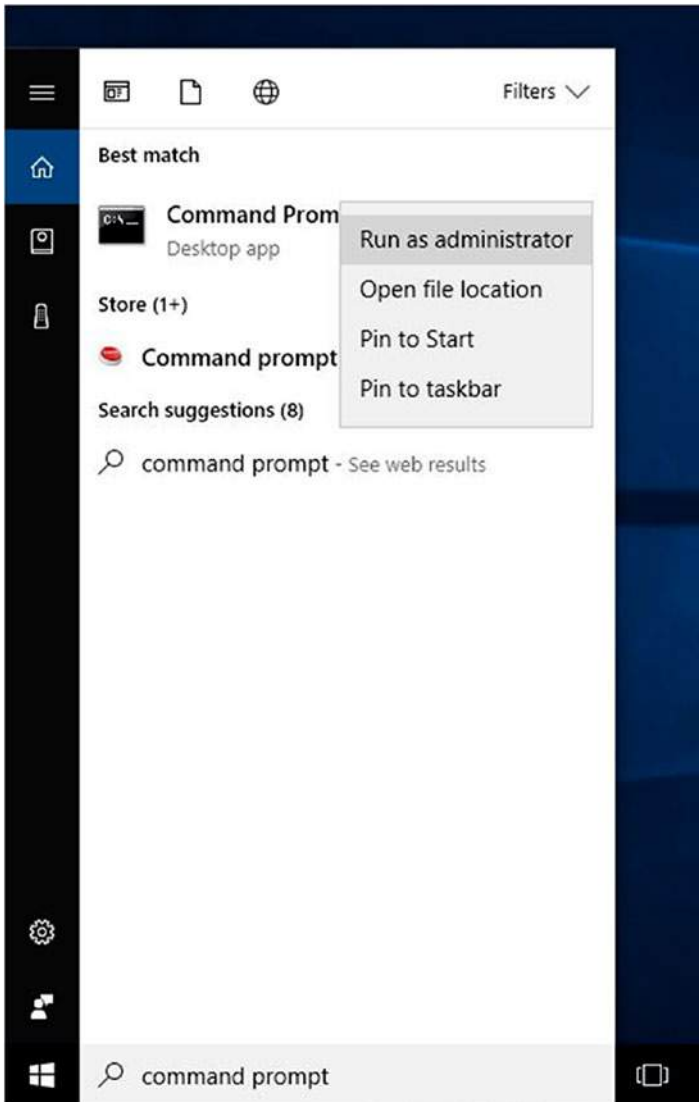 Filters
Best match
Command Prom
Desktop app
Run as administrator
Open file location
Pin to Start
Pin to taskbar
Store (1+)
Command prompt
Search suggestions (8)
command prompt - See web results
command prompt